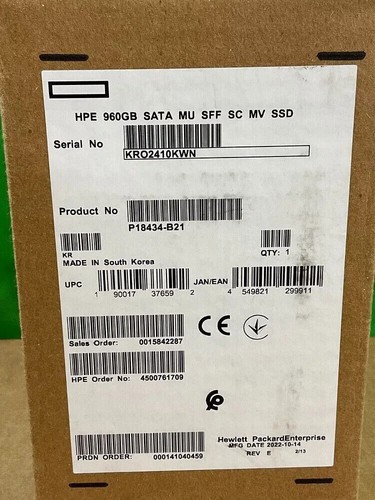 HPE 960GB SATA MU SFF SC MV SSD
Serial No
KRO2410KWN
Product No
P18434-B21
KR
QTY: 1
MADE IN South Korea
UPC
1 90017 37659 2
JAN/EAN
4 549821 299911
Sales Order: 0015842287
HPE Order No: 4500761709
PRDN ORDER: 000141040459
Hewlett PackardEnterprise
MFG DATE 2022-10-14
REV E 2/13